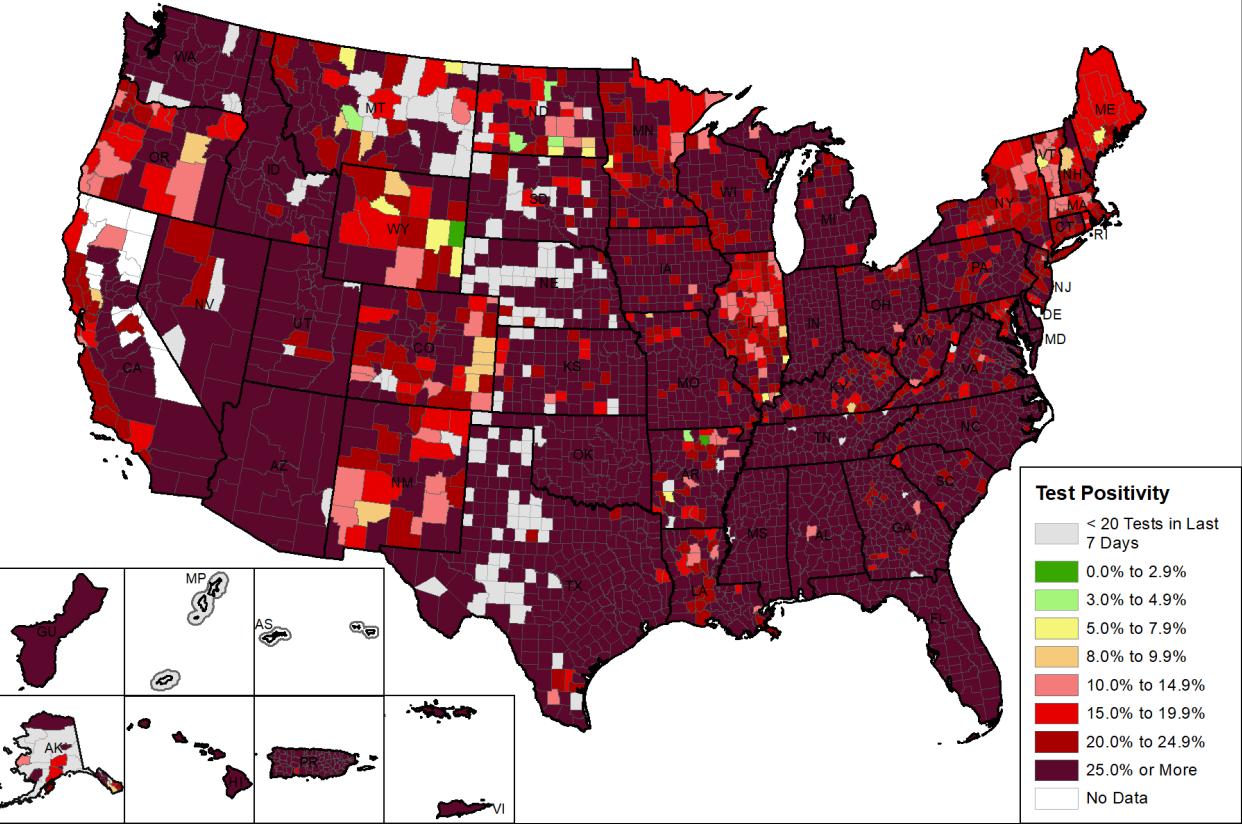 WA
MT
ND
MN
ME
OR
ID
SD
WI
MI
VT
NH
NY
MA
CT
RI
WY
IA
PA
NJ
NE
NV
UT
CO
IL
IN
OH
DE
MD
WV
VA
CA
KS
MO
KY
NC
TN
AZ
NM
OK
AR
SC
MS
AL
GA
TX
LA
FL
GU
MP
AS
AK
HI
PR
VI
Test Positivity
< 20 Tests in Last
7 Days
0.0% to 2.9%
3.0% to 4.9%
5.0% to 7.9%
8.0% to 9.9%
10.0% to 14.9%
15.0% to 19.9%
20.0% to 24.9%
25.0% or More
No Data